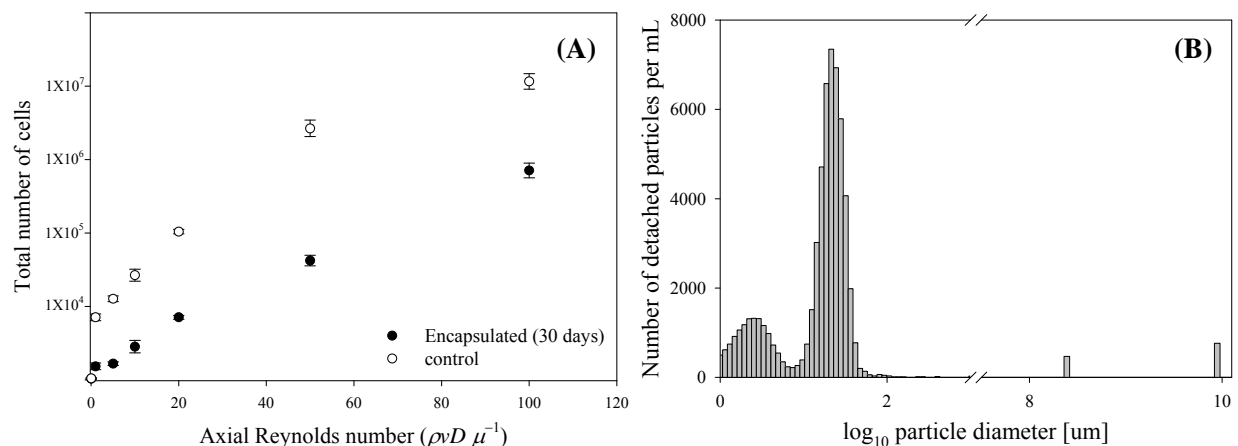 (A)
Total number of cells
1X10⁷
1X10⁶
1X10⁵
1X10⁴
Encapsulated (30 days)
control
0 20 40 60 80 100 120
Axial Reynolds number (ρvD μ⁻¹)
(B)
Number of detached particles per mL
8000
6000
4000
2000
0
0 1 2 8 10
log₁₀ particle diameter [um]